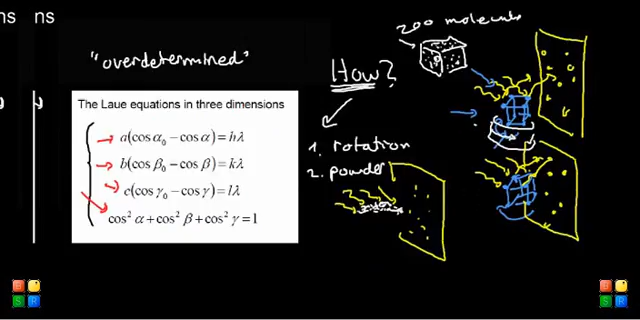 ns ns
200 molecules
"overdetermined"
How?
The Laue equations in three dimensions
a(cos α₀ − cos α) = hλ
b(cos β₀ − cos β) = kλ
c(cos γ₀ − cos γ) = lλ
cos² α + cos² β + cos² γ = 1
1. rotation
2. powder
B R
S R
B R
S R